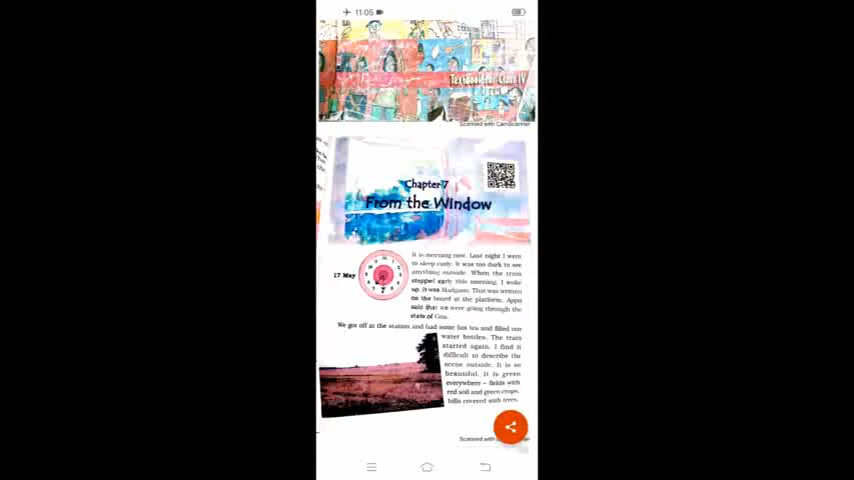 11:05
Textbook for Class IV
Scanned with CamScanner
Chapter 7
From the Window
17 May
It is morning now. Last night I went
to sleep early. It was too dark to see
anything outside. When the train
stopped early this morning, I woke
up. It was Madgaon. That was written
on the board at the platform. Appa
said that we were going through the
state of Goa.
We got off at the station and had some hot tea and filled our
water bottles. The train
started again. I find it
difficult to describe the
scene outside. It is so
beautiful. It is green
everywhere – fields with
red soil and green crops,
hills covered with trees.
Scanned with